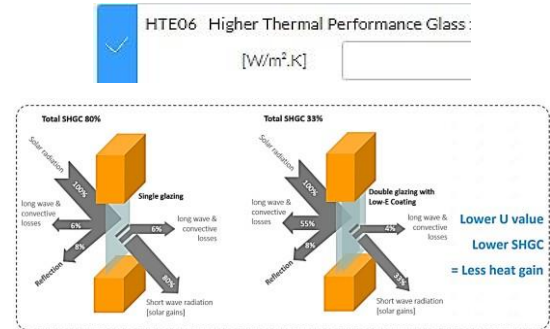 HTE06 Higher Thermal Performance Glass :
[W/m².K]
Total SHGC 80%
Solar radiation
100%
Single glazing
long wave &
convective
losses
6%
6%
long wave &
convective
losses
8%
Reflection
80%
Short wave radiation
[solar gains]
Total SHGC 33%
Solar radiation
100%
Double glazing with
Low-E Coating
long wave &
convective
losses
55%
4%
long wave &
convective
losses
8%
Reflection
33%
Short wave radiation
[solar gains]
Lower U value
Lower SHGC
= Less heat gain